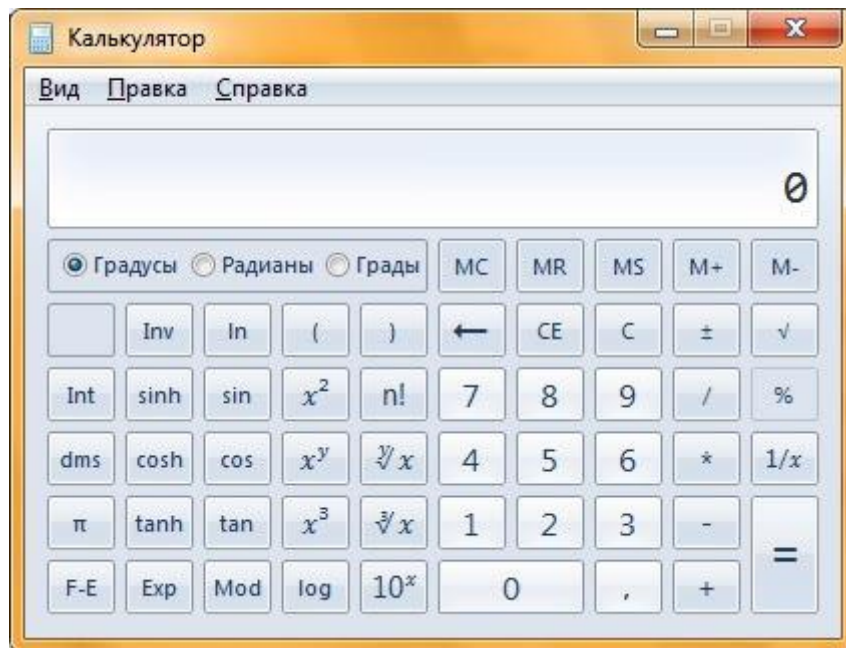 Калькулятор
Вид Правка Справка
0
Градусы Радианы Грады MC MR MS M+ M-
Inv ln ( ) ← CE C ± √
Int sinh sin x² n! 7 8 9 / %
dms cosh cos xʸ ʸ√x 4 5 6 * 1/x
π tanh tan x³ ³√x 1 2 3 - =
F-E Exp Mod log 10ˣ 0 , +